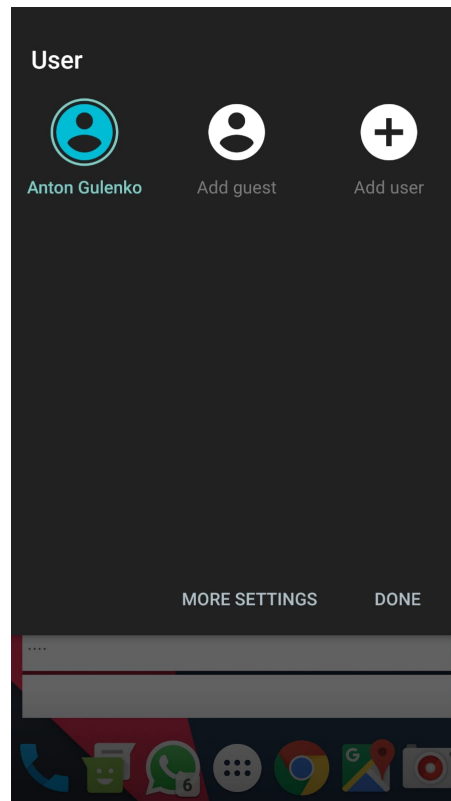 User
Anton Gulenko
Add guest
Add user
MORE SETTINGS
DONE
....
6
G